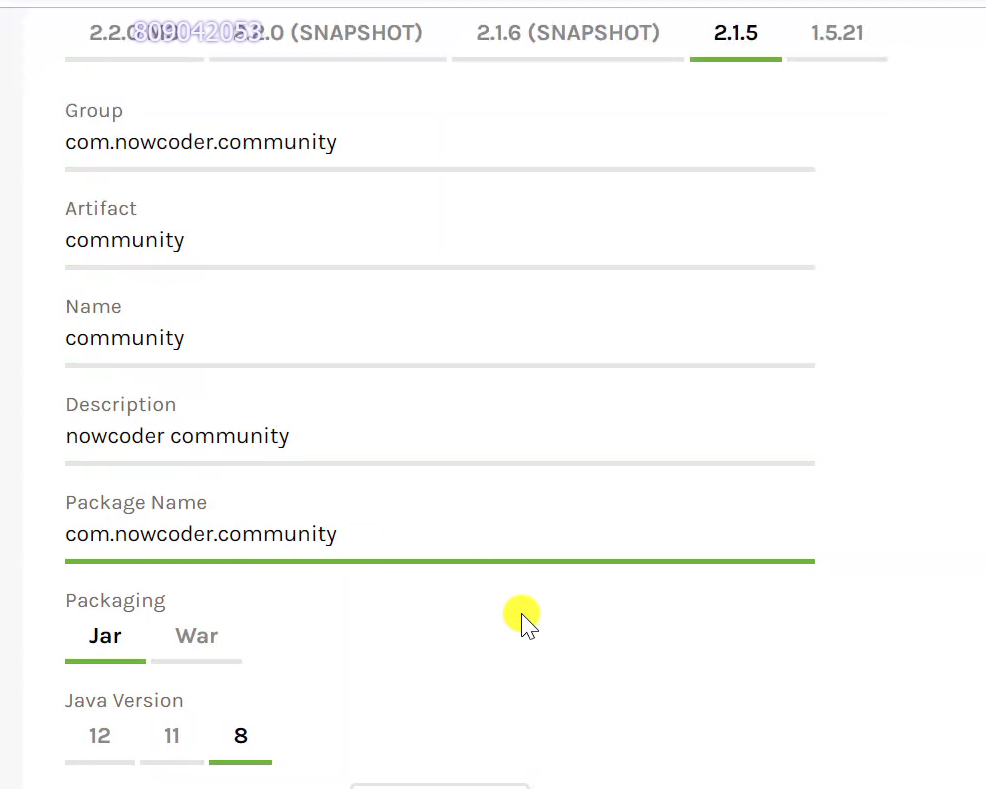 2.2.0 (M 809042053 2.2.0 (SNAPSHOT) 2.1.6 (SNAPSHOT) 2.1.5 1.5.21
Group
com.nowcoder.community
Artifact
community
Name
community
Description
nowcoder community
Package Name
com.nowcoder.community
Packaging
Jar War
Java Version
12 11 8